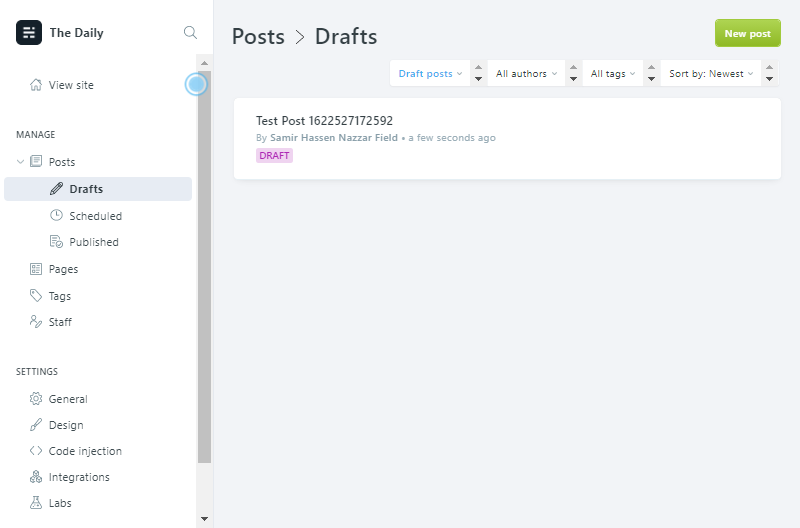 The Daily
View site
MANAGE
Posts
Drafts
Scheduled
Published
Pages
Tags
Staff
SETTINGS
General
Design
Code injection
Integrations
Labs
Posts > Drafts
New post
Draft posts All authors All tags Sort by: Newest
Test Post 1622527172592
By Samir Hassen Nazzar Field • a few seconds ago
DRAFT